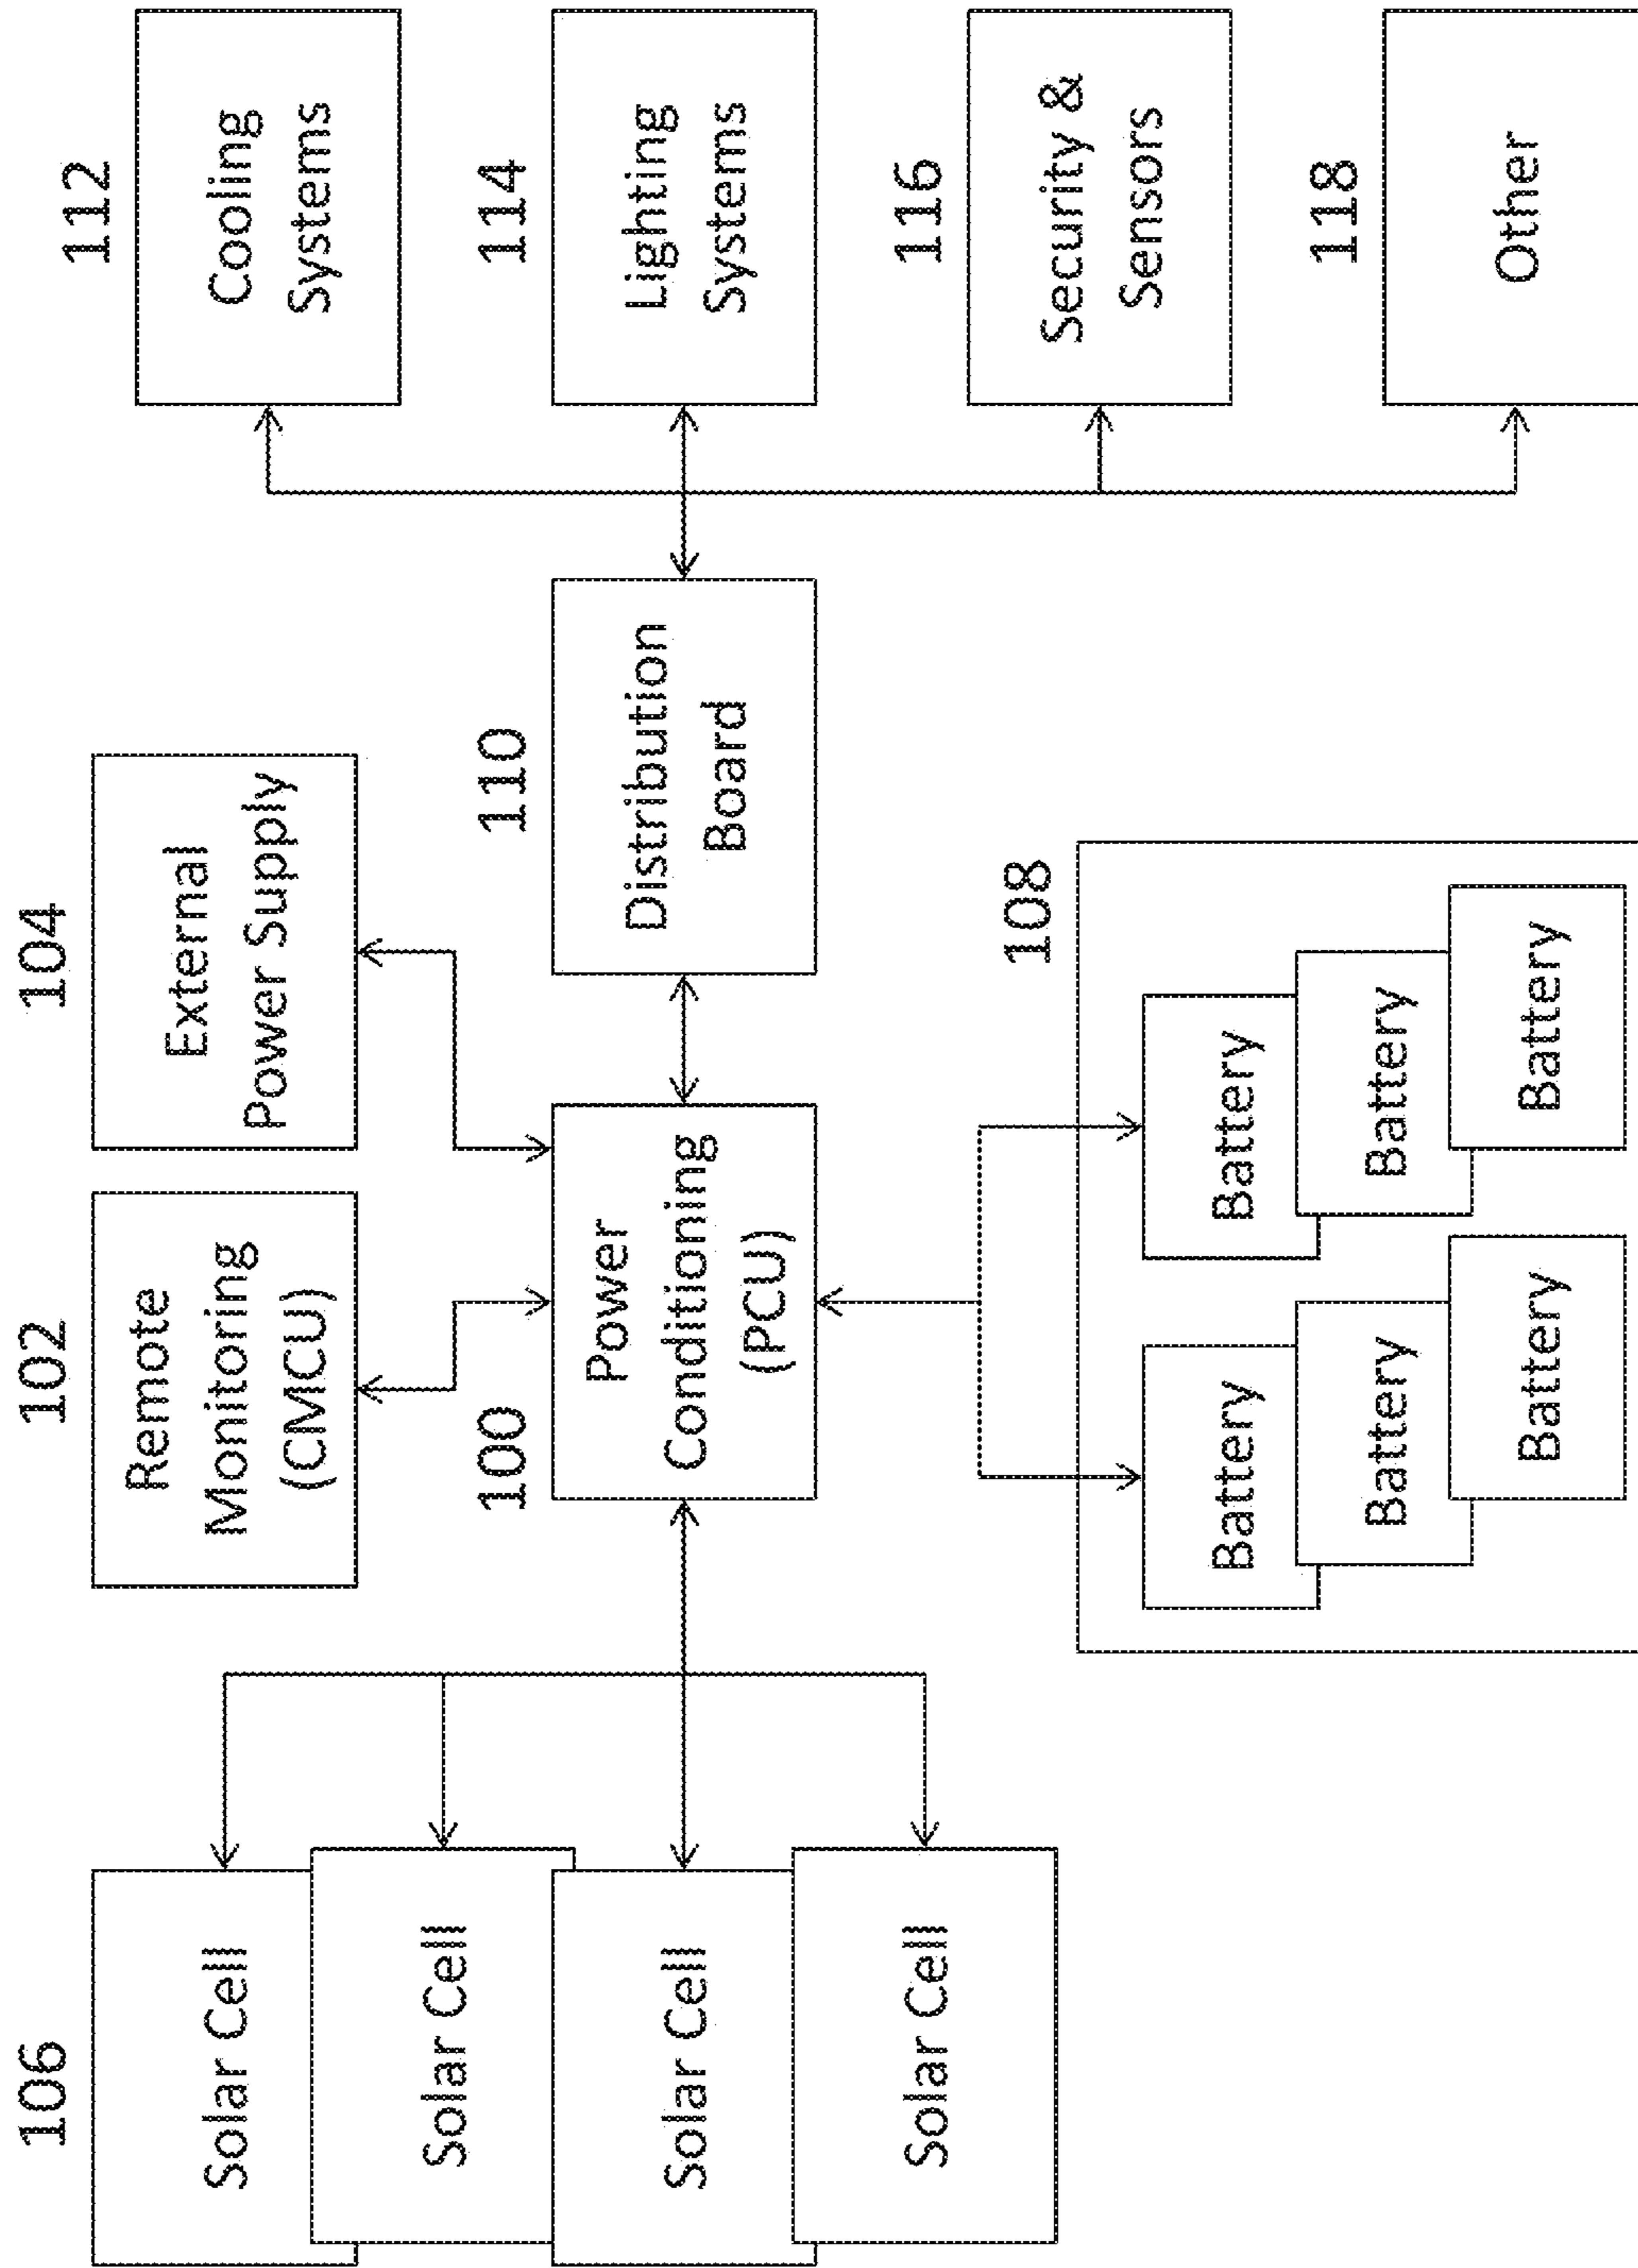 106
Solar Cell
Solar Cell
Solar Cell
Solar Cell
102
Remote
Monitoring
(CMCU)
104
External
Power Supply
100
Power
Conditioning
(PCU)
110
Distribution
Board
108
Battery
Battery
Battery
Battery
Battery
Battery
112
Cooling
Systems
114
Lighting
Systems
116
Security &
Sensors
118
Other